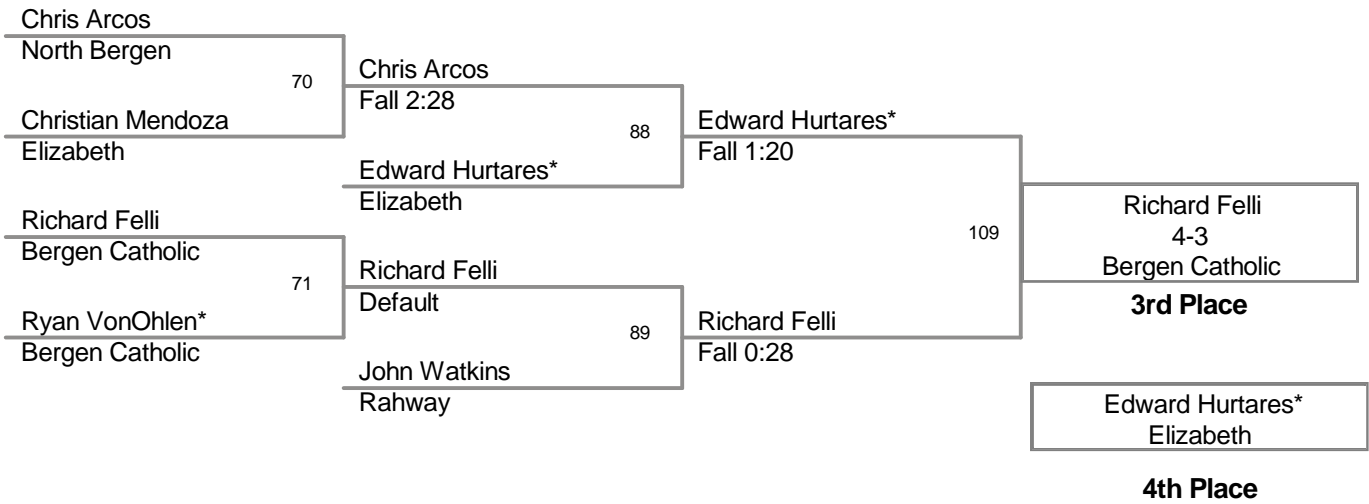 Chris Arcos
North Bergen
70
Chris Arcos
Fall 2:28
Christian Mendoza
Elizabeth
88
Edward Hurtares*
Fall 1:20
Edward Hurtares*
Elizabeth
Richard Felli
Bergen Catholic
109
Richard Felli
4-3
Bergen Catholic
3rd Place
71
Richard Felli
Default
Ryan VonOhlen*
Bergen Catholic
89
Richard Felli
Fall 0:28
John Watkins
Rahway
Edward Hurtares*
Elizabeth
4th Place